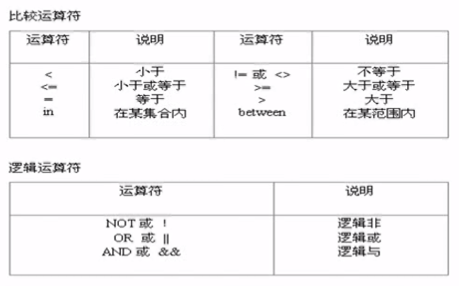 比较运算符
运算符 说明 运算符 说明
< 小于 != 或 <> 不等于
<= 小于或等于 >= 大于或等于
= 等于 > 大于
in 在某集合内 between 在某范围内
逻辑运算符
运算符 说明
NOT 或 ! 逻辑非
OR 或 || 逻辑或
AND 或 && 逻辑与